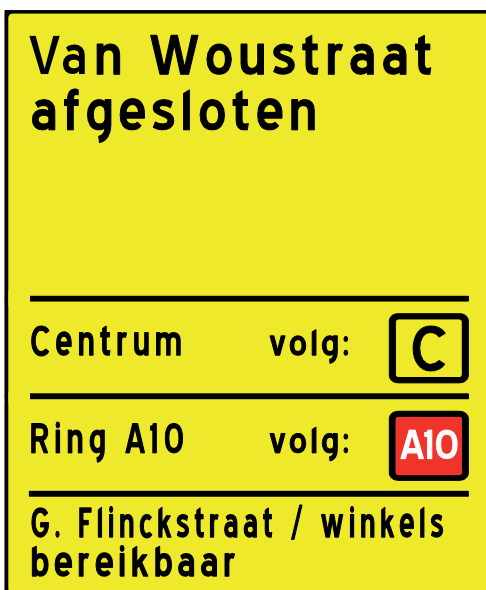 Van Woustraat
afgesloten
Centrum volg: C
Ring A10 volg: A10
G. Flinckstraat / winkels
bereikbaar